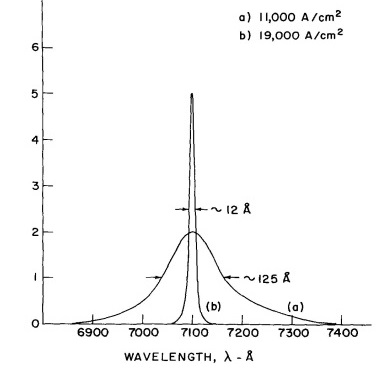 a) 11,000 A/cm²
b) 19,000 A/cm²
6
5
4
3
2
1
0
~ 12 Å
~ 125 Å
(b)
(a)
6900 7000 7100 7200 7300 7400
WAVELENGTH, λ - Å